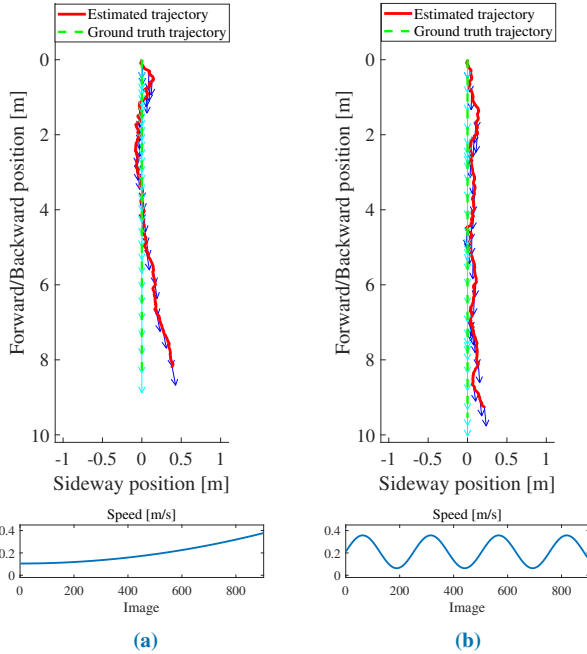 Estimated trajectory
Ground truth trajectory
0
2
4
6
8
10
Forward/Backward position [m]
-1 -0.5 0 0.5 1
Sideway position [m]
Speed [m/s]
0.4
0.2
0
0 200 400 600 800
Image
(a)
Estimated trajectory
Ground truth trajectory
0
2
4
6
8
10
Forward/Backward position [m]
-1 -0.5 0 0.5 1
Sideway position [m]
Speed [m/s]
0.4
0.2
0
0 200 400 600 800
Image
(b)